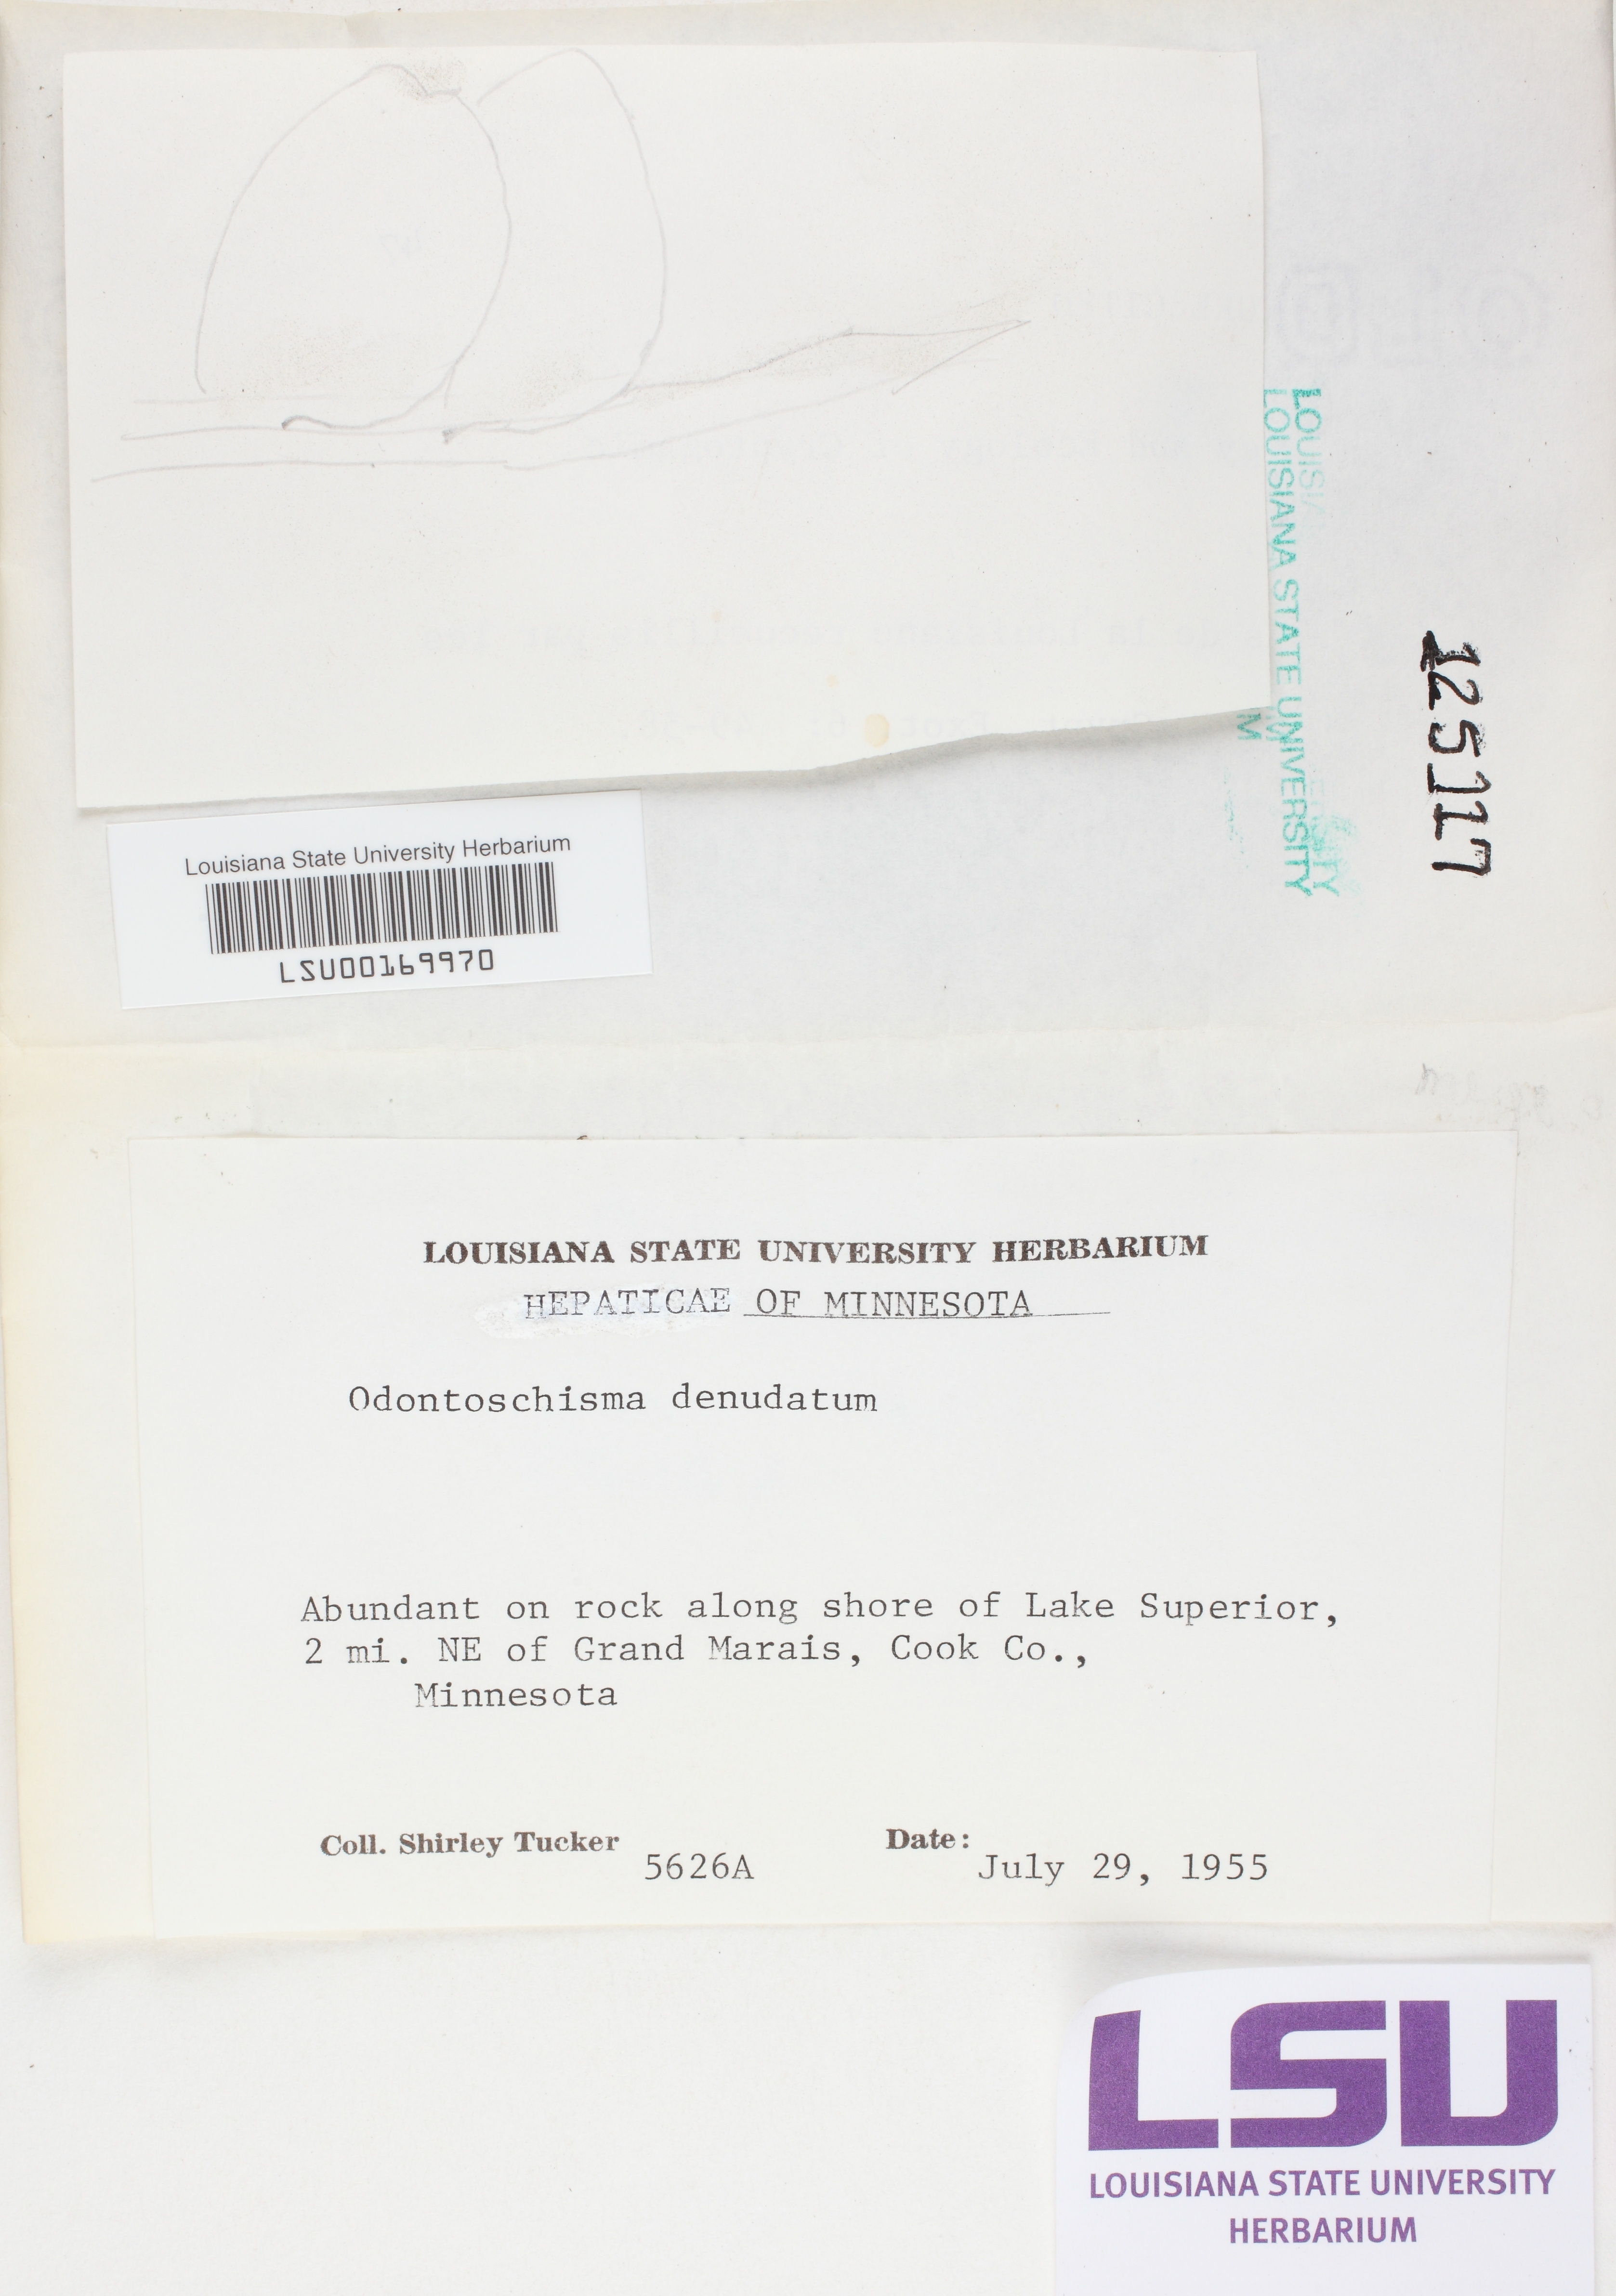 LOUISIANA STATE UNIVERSITY
125117
Louisiana State University Herbarium
LSU00169970
LOUISIANA STATE UNIVERSITY HERBARIUM
HEPATICAE OF MINNESOTA
Odontoschisma denudatum
Abundant on rock along shore of Lake Superior,
2 mi. NE of Grand Marais, Cook Co.,
Minnesota
Coll. Shirley Tucker 5626A Date: July 29, 1955
LSU
LOUISIANA STATE UNIVERSITY
HERBARIUM